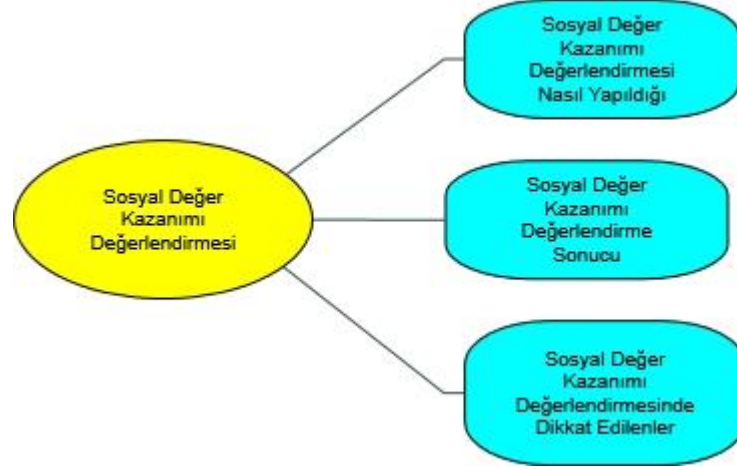 Sosyal Değer
Kazanımı
Değerlendirmesi
Sosyal Değer
Kazanımı
Değerlendirmesi
Nasıl Yapıldığı
Sosyal Değer
Kazanımı
Değerlendirme
Sonucu
Sosyal Değer
Kazanımı
Değerlendirmesinde
Dikkat Edilenler